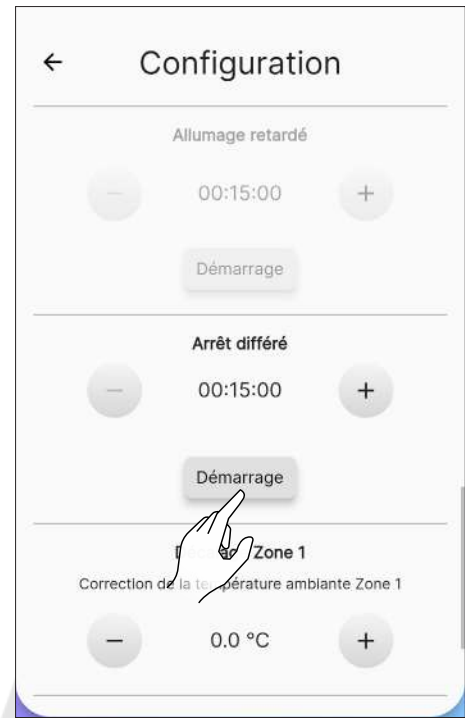 ← Configuration
Allumage retardé
− 00:15:00 +
Démarrage
Arrêt différé
− 00:15:00 +
Démarrage
Zone 1
Correction de la température ambiante Zone 1
− 0.0 °C +